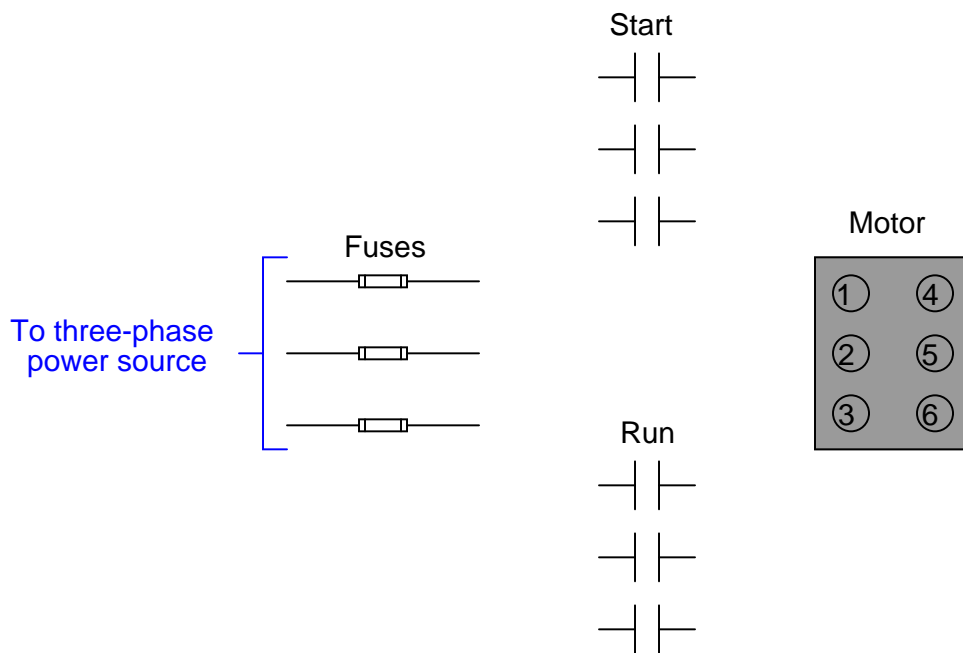 Start
Motor
Fuses
To three-phase
power source
1 4
2 5
3 6
Run